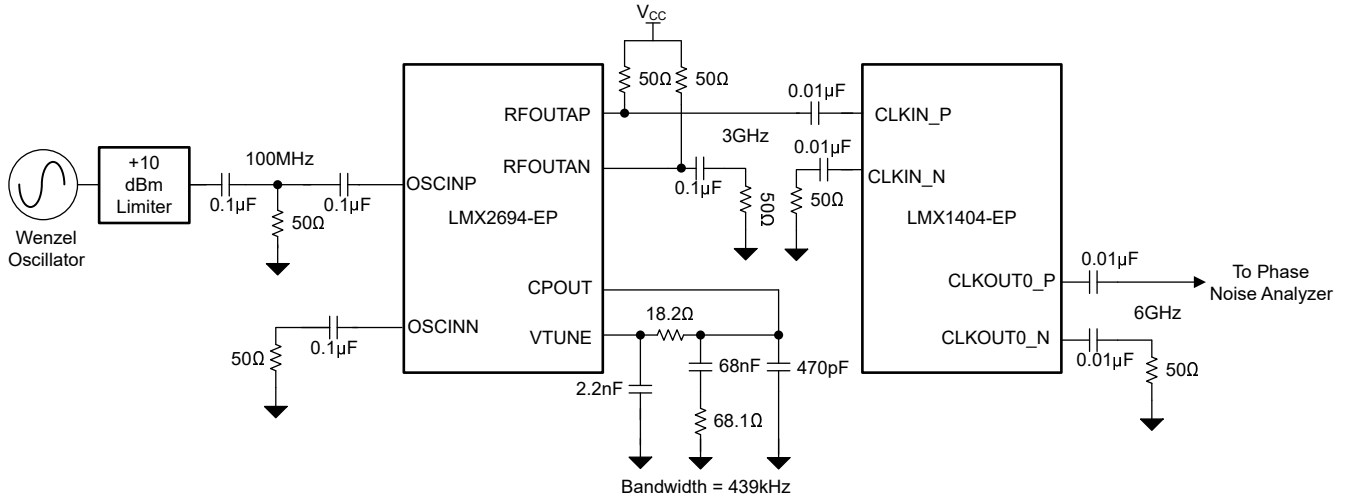 V_CC
50Ω
50Ω
0.01µF
RFOUTAP
CLKIN_P
3GHz
+10
dBm
Limiter
100MHz
RFOUTAN
0.01µF
CLKIN_N
0.1µF
0.1µF
OSCINP
0.1µF
50Ω
50Ω
50Ω
LMX2694-EP
LMX1404-EP
Wenzel
Oscillator
CPOUT
CLKOUT0_P
0.01µF
To Phase
Noise Analyzer
18.2Ω
6GHz
OSCINN
VTUNE
CLKOUT0_N
0.1µF
50Ω
0.01µF
50Ω
2.2nF
68nF
470pF
68.1Ω
Bandwidth = 439kHz